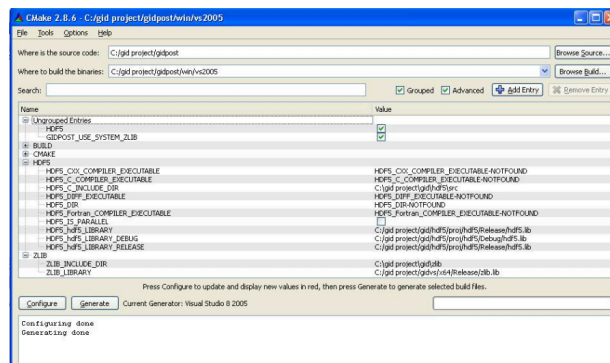 CMake 2.8.6 - C:/gid project/gidpost/win/vs2005
File Tools Options Help
Where is the source code: C:/gid project/gidpost Browse Source...
Where to build the binaries: C:/gid project/gidpost/win/vs2005 Browse Build...
Search: Grouped Advanced Add Entry Remove Entry
Name Value
Ungrouped Entries
HDF5
GIDPOST_USE_SYSTEM_ZLIB
BUILD
CMAKE
HDF5
HDF5_CXX_COMPILER_EXECUTABLE HDF5_CXX_COMPILER_EXECUTABLE-NOTFOUND
HDF5_C_COMPILER_EXECUTABLE HDF5_C_COMPILER_EXECUTABLE-NOTFOUND
HDF5_C_INCLUDE_DIR C:\gid project\gid\hdf5\src
HDF5_DIFF_EXECUTABLE HDF5_DIFF_EXECUTABLE-NOTFOUND
HDF5_DIR HDF5_DIR-NOTFOUND
HDF5_Fortran_COMPILER_EXECUTABLE HDF5_Fortran_COMPILER_EXECUTABLE-NOTFOUND
HDF5_IS_PARALLEL
HDF5_hdf5_LIBRARY C:/gid project/gid/hdf5/proj/hdf5/Release/hdf5.lib
HDF5_hdf5_LIBRARY_DEBUG C:/gid project/gid/hdf5/proj/hdf5/Debug/hdf5.lib
HDF5_hdf5_LIBRARY_RELEASE C:/gid project/gid/hdf5/proj/hdf5/Release/hdf5.lib
ZLIB
ZLIB_INCLUDE_DIR C:\gid project\gid\zlib
ZLIB_LIBRARY C:/gid project/gidvs/x64/Release/zlib.lib
Press Configure to update and display new values in red, then press Generate to generate selected build files.
Configure Generate Current Generator: Visual Studio 8 2005
Configuring done
Generating done